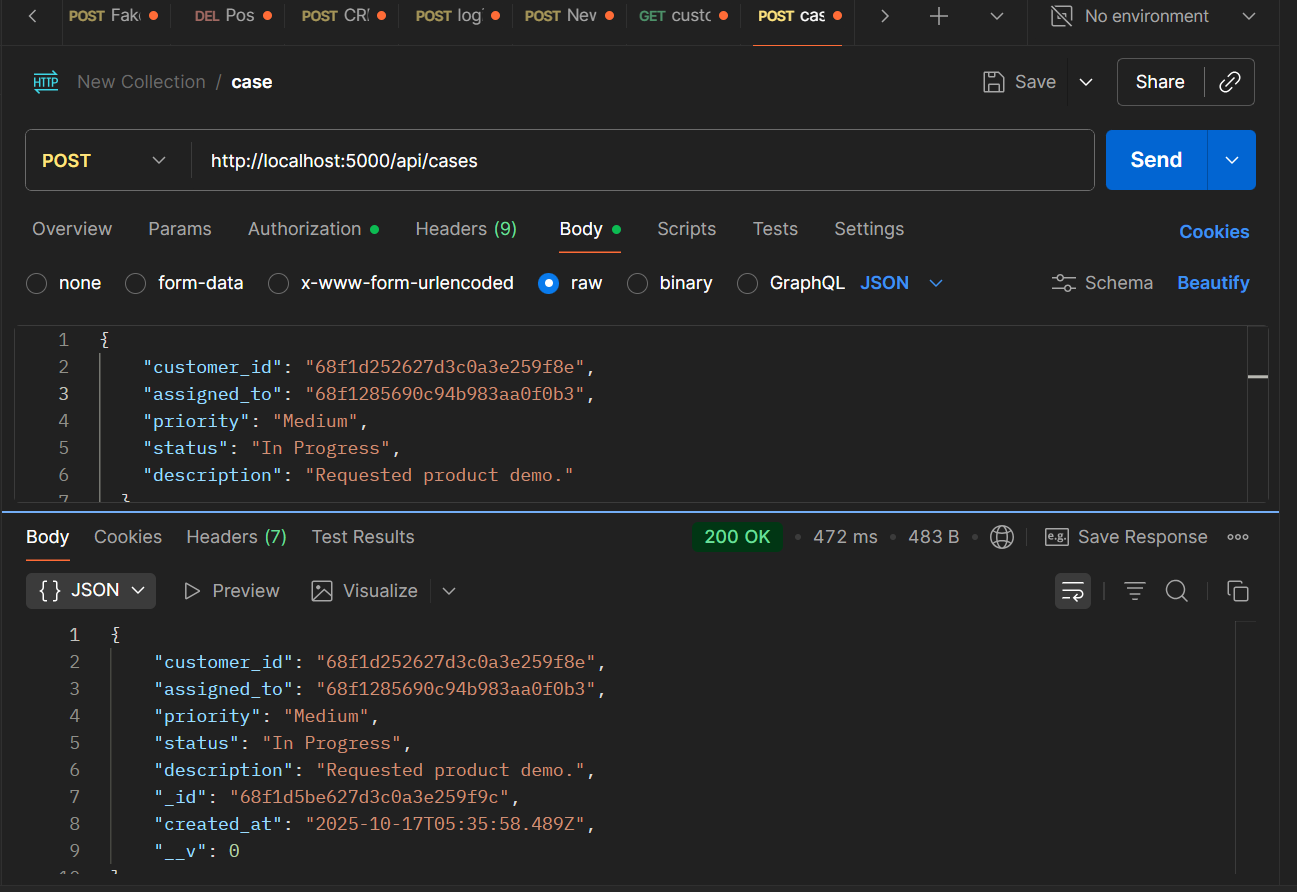 POST Fak DEL Pos POST CR POST log POST Nev GET custo POST cas No environment
HTTP New Collection / case Save Share
POST http://localhost:5000/api/cases Send
Overview Params Authorization Headers (9) Body Scripts Tests Settings Cookies
none form-data x-www-form-urlencoded raw binary GraphQL JSON Schema Beautify
1 {
2 "customer_id": "68f1d252627d3c0a3e259f8e",
3 "assigned_to": "68f1285690c94b983aa0f0b3",
4 "priority": "Medium",
5 "status": "In Progress",
6 "description": "Requested product demo."
7 }
Body Cookies Headers (7) Test Results 200 OK • 472 ms • 483 B • e.g. Save Response
{} JSON Preview Visualize
1 {
2 "customer_id": "68f1d252627d3c0a3e259f8e",
3 "assigned_to": "68f1285690c94b983aa0f0b3",
4 "priority": "Medium",
5 "status": "In Progress",
6 "description": "Requested product demo.",
7 "_id": "68f1d5be627d3c0a3e259f9c",
8 "created_at": "2025-10-17T05:35:58.489Z",
9 "__v": 0
10 }